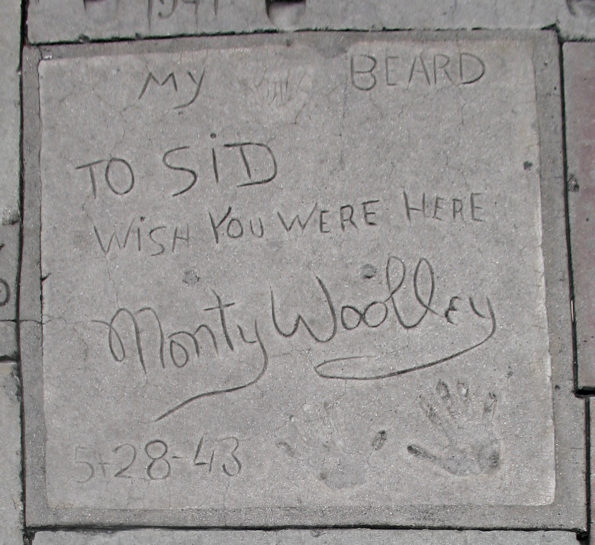 MY BEARD
TO SiD
WiSH YOU WERE HERE
Monty Woolley
5-28-43